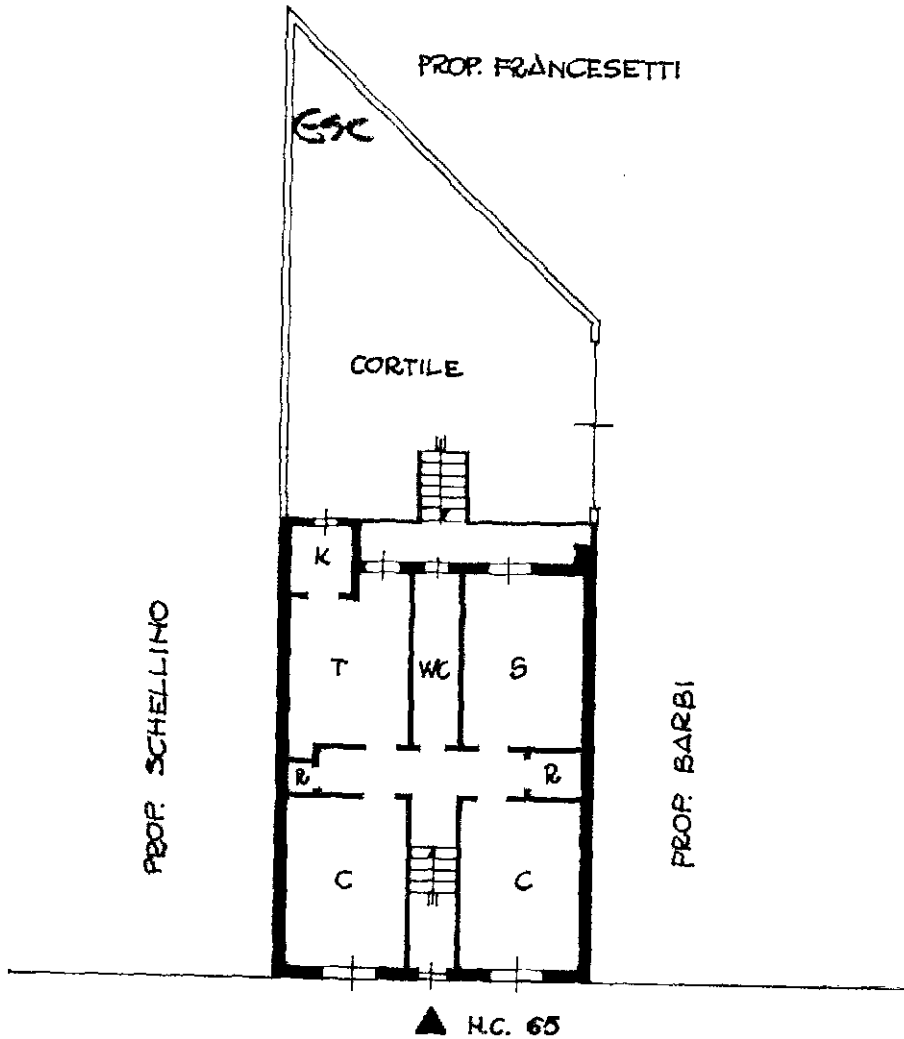 PROP. FRANCESETTI
ESC
CORTILE
K
T
WC
S
PROP. SCHELLINO
PROP. BARBI
R
R
C
C
N.C. 65